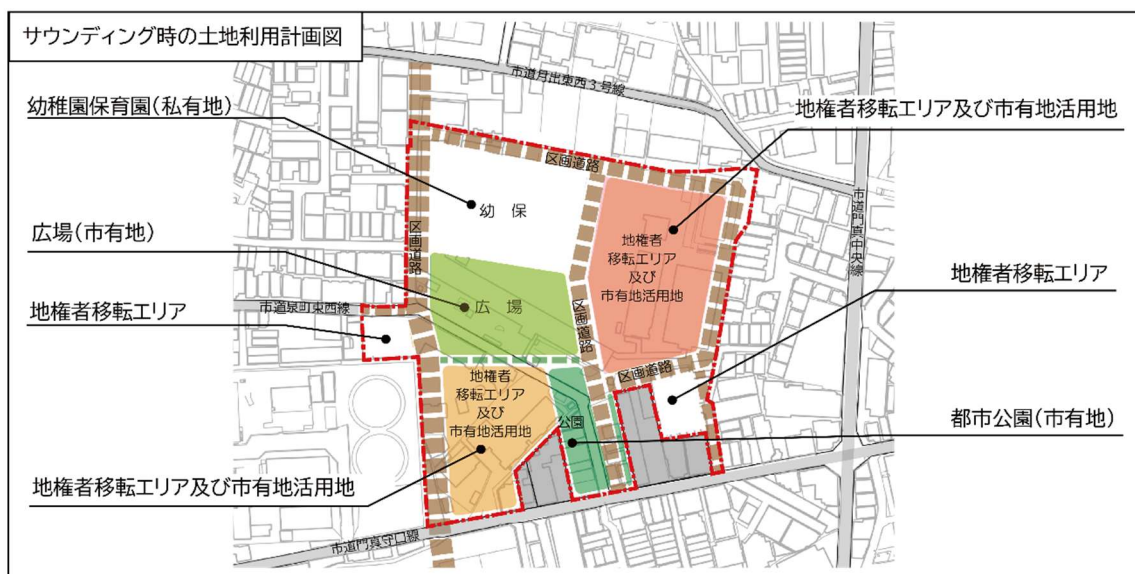 サウンディング時の土地利用計画図
市道月出東西3号線
幼稚園保育園(私有地)
地権者移転エリア及び市有地活用地
区画道路
幼 保
区画道路
地権者
移転エリア
及び
市有地活用地
市道門真中央線
広場(市有地)
地権者移転エリア
市道泉町東西線
広 場
区画道路
地権者移転エリア
区画道路
地権者
移転エリア
及び
市有地活用地
公園
都市公園(市有地)
地権者移転エリア及び市有地活用地
市道門真守口線